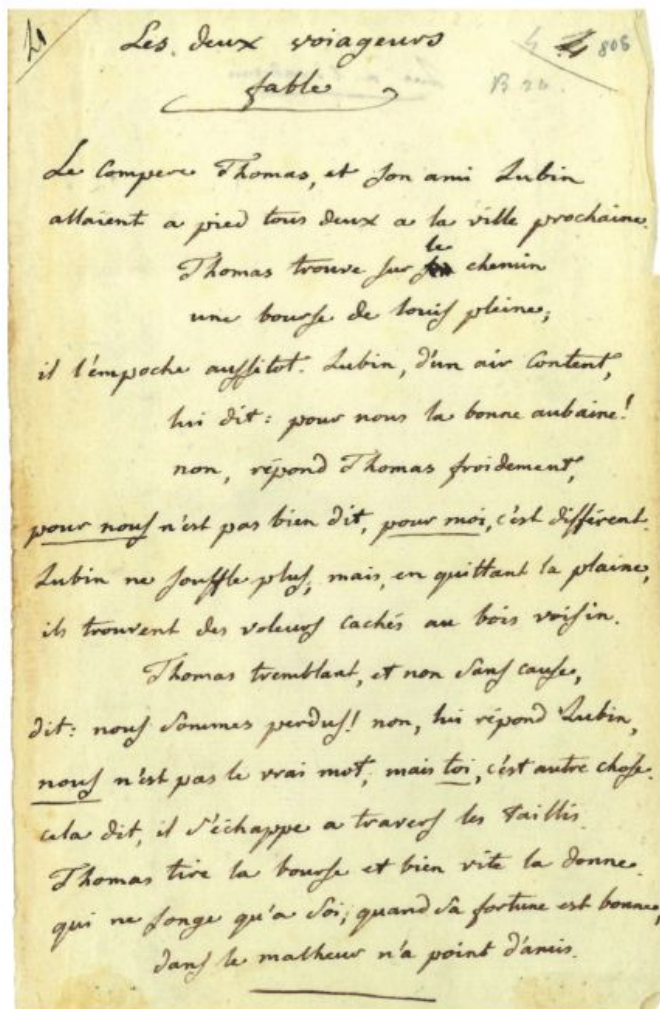 21
Les deux voiageurs
4 806
fable
B 26.
Le Compere Thomas, et son ami Lubin
allaient a pied tous deux a la ville prochaine.
Thomas trouve sur le chemin
une bourse de louis pleine;
il l'empoche aussitot. Lubin, d'un air Content,
lui dit: pour nous la bonne aubaine!
non, répond Thomas froidement,
pour nous n'est pas bien dit, pour moi, c'est différent.
Lubin ne souffle plus, mais, en quittant la plaine,
ils trouvent des voleurs cachés au bois voisin.
Thomas tremblant, et non sans cause,
dit: nous sommes perdus! non, lui répond Lubin,
nous n'est pas le vrai mot, mais toi, c'est autre chose.
cela dit, il s'échappe a travers les taillis.
Thomas tire la bourse et bien vite la donne.
qui ne songe qu'a soi, quand sa fortune est bonne,
dans le malheur n'a point d'amis.